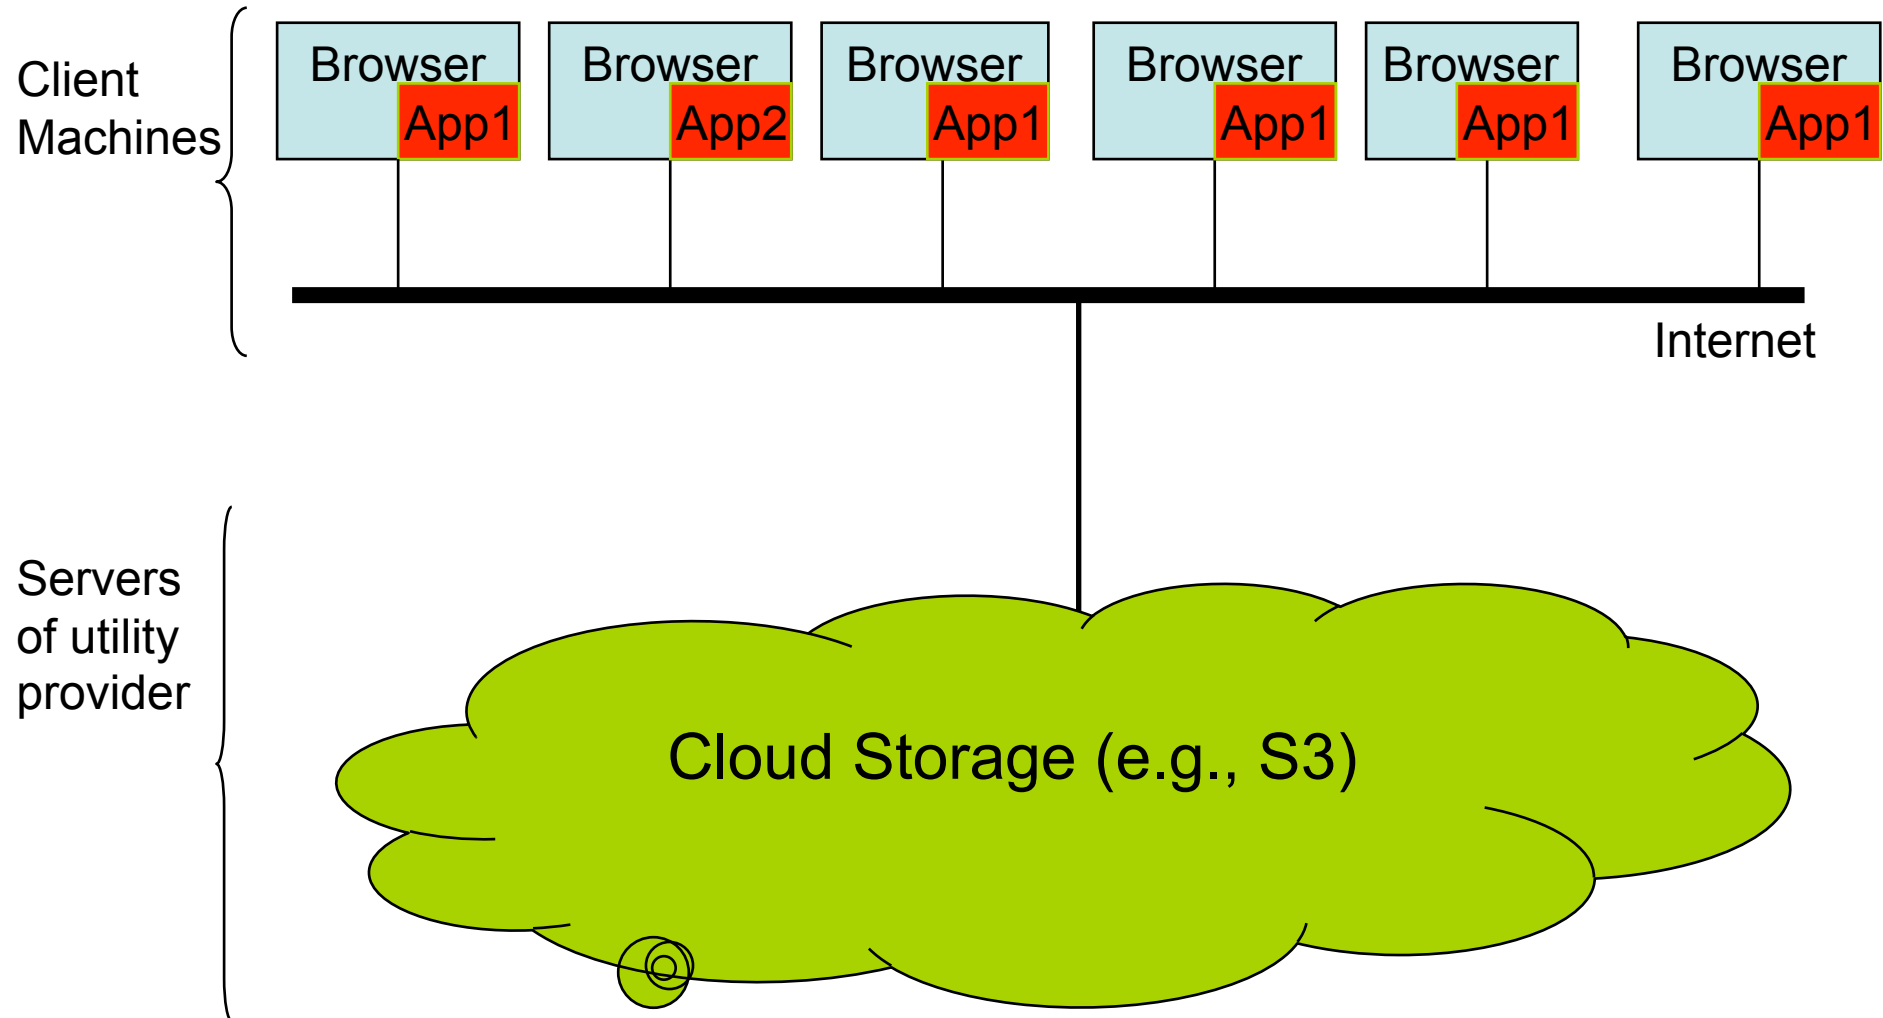 Client
Machines
Browser
App1
Browser
App2
Browser
App1
Browser
App1
Browser
App1
Browser
App1
Internet
Servers
of utility
provider
Cloud Storage (e.g., S3)